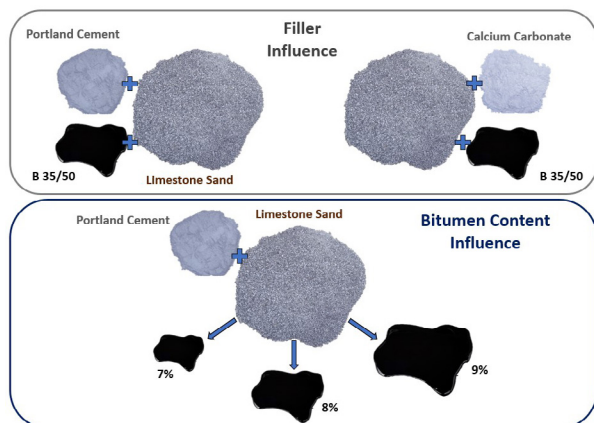 Filler
Influence
Portland Cement
Calcium Carbonate
B 35/50
Limestone Sand
B 35/50
Portland Cement
Limestone Sand
Bitumen Content
Influence
7%
8%
9%